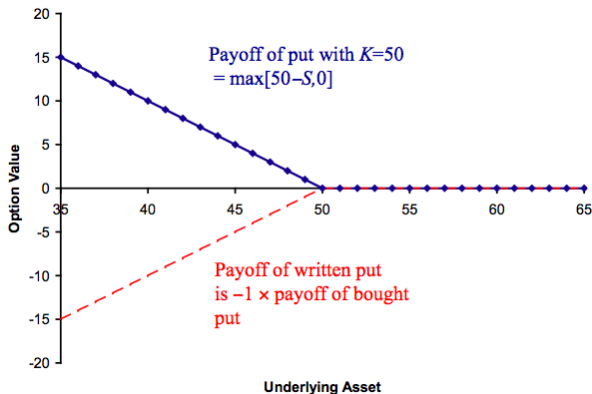 20
15
10
5
0
-5
-10
-15
-20
Option Value
Payoff of put with K=50
= max[50–S,0]
35 40 45 50 55 60 65
Payoff of written put
is –1 × payoff of bought
put
Underlying Asset